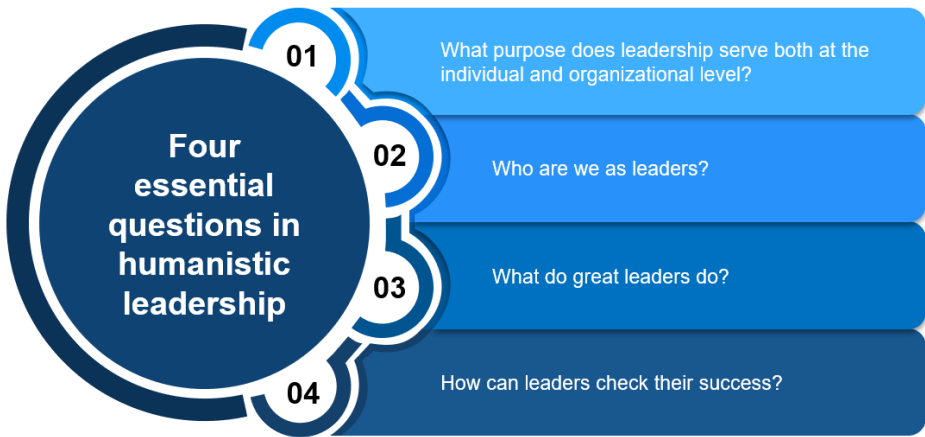 Four
essential
questions in
humanistic
leadership
01
What purpose does leadership serve both at the
individual and organizational level?
02
Who are we as leaders?
03
What do great leaders do?
04
How can leaders check their success?